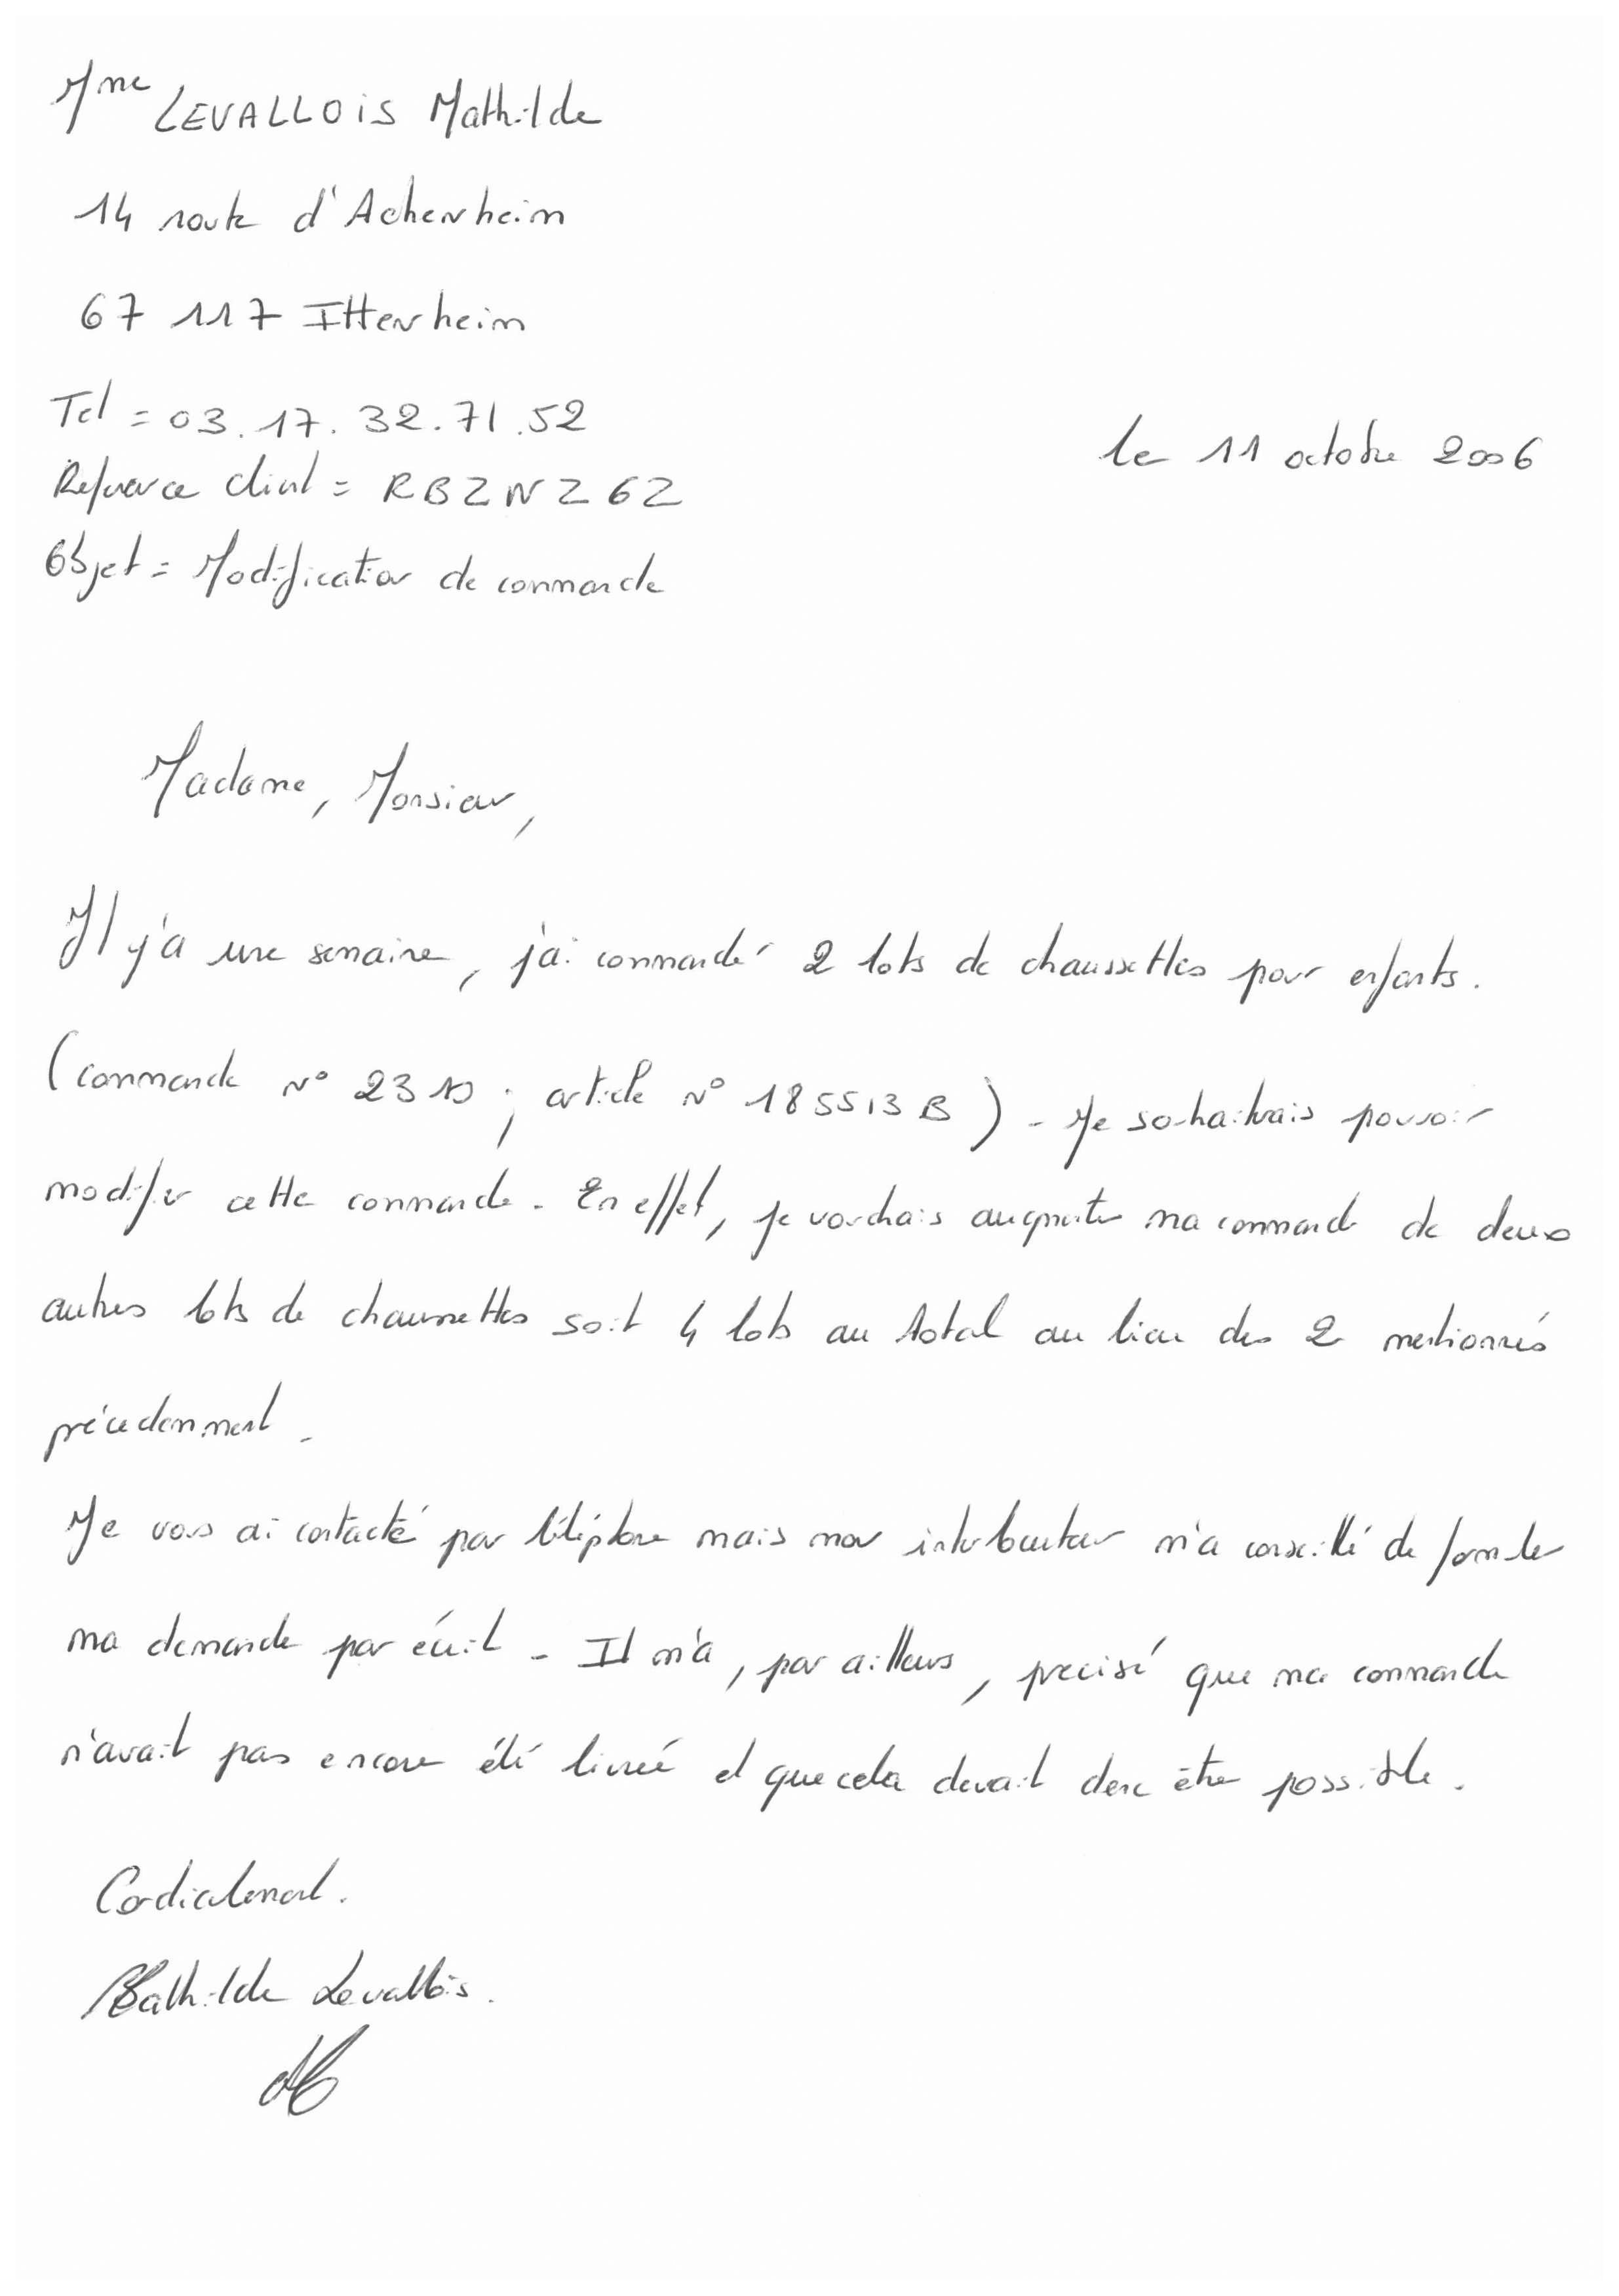 Mme LEVALLOIS Mathilde
14 route d'Achenheim
67 117 Ittenheim
Tel = 03.17.32.71.52
le 11 octobre 2006
Reference client = RBZNZ62
Objet = Modification de commande
Madame, Monsieur,
Il y'a une semaine, j'ai commandé 2 lots de chaussettes pour enfants.
(commande N° ; article N° 185513B). Je souhaiterais pouvoir
modifier cette commande. En effet, je voudrais augmenter ma commande de deux
autres lots de chaussettes soit 4 lots au total au lieu des 2 mentionnés
précedemment.
Je vous ai contacté par téléphone mais mon interlocuteur m'a conseillé de formuler
ma demande par écrit. Il m'a, par ailleurs, precisé que ma commande
n'avait pas encore été livrée et que cela devait donc être possible.
Cordialement.
Mathilde Levallois.